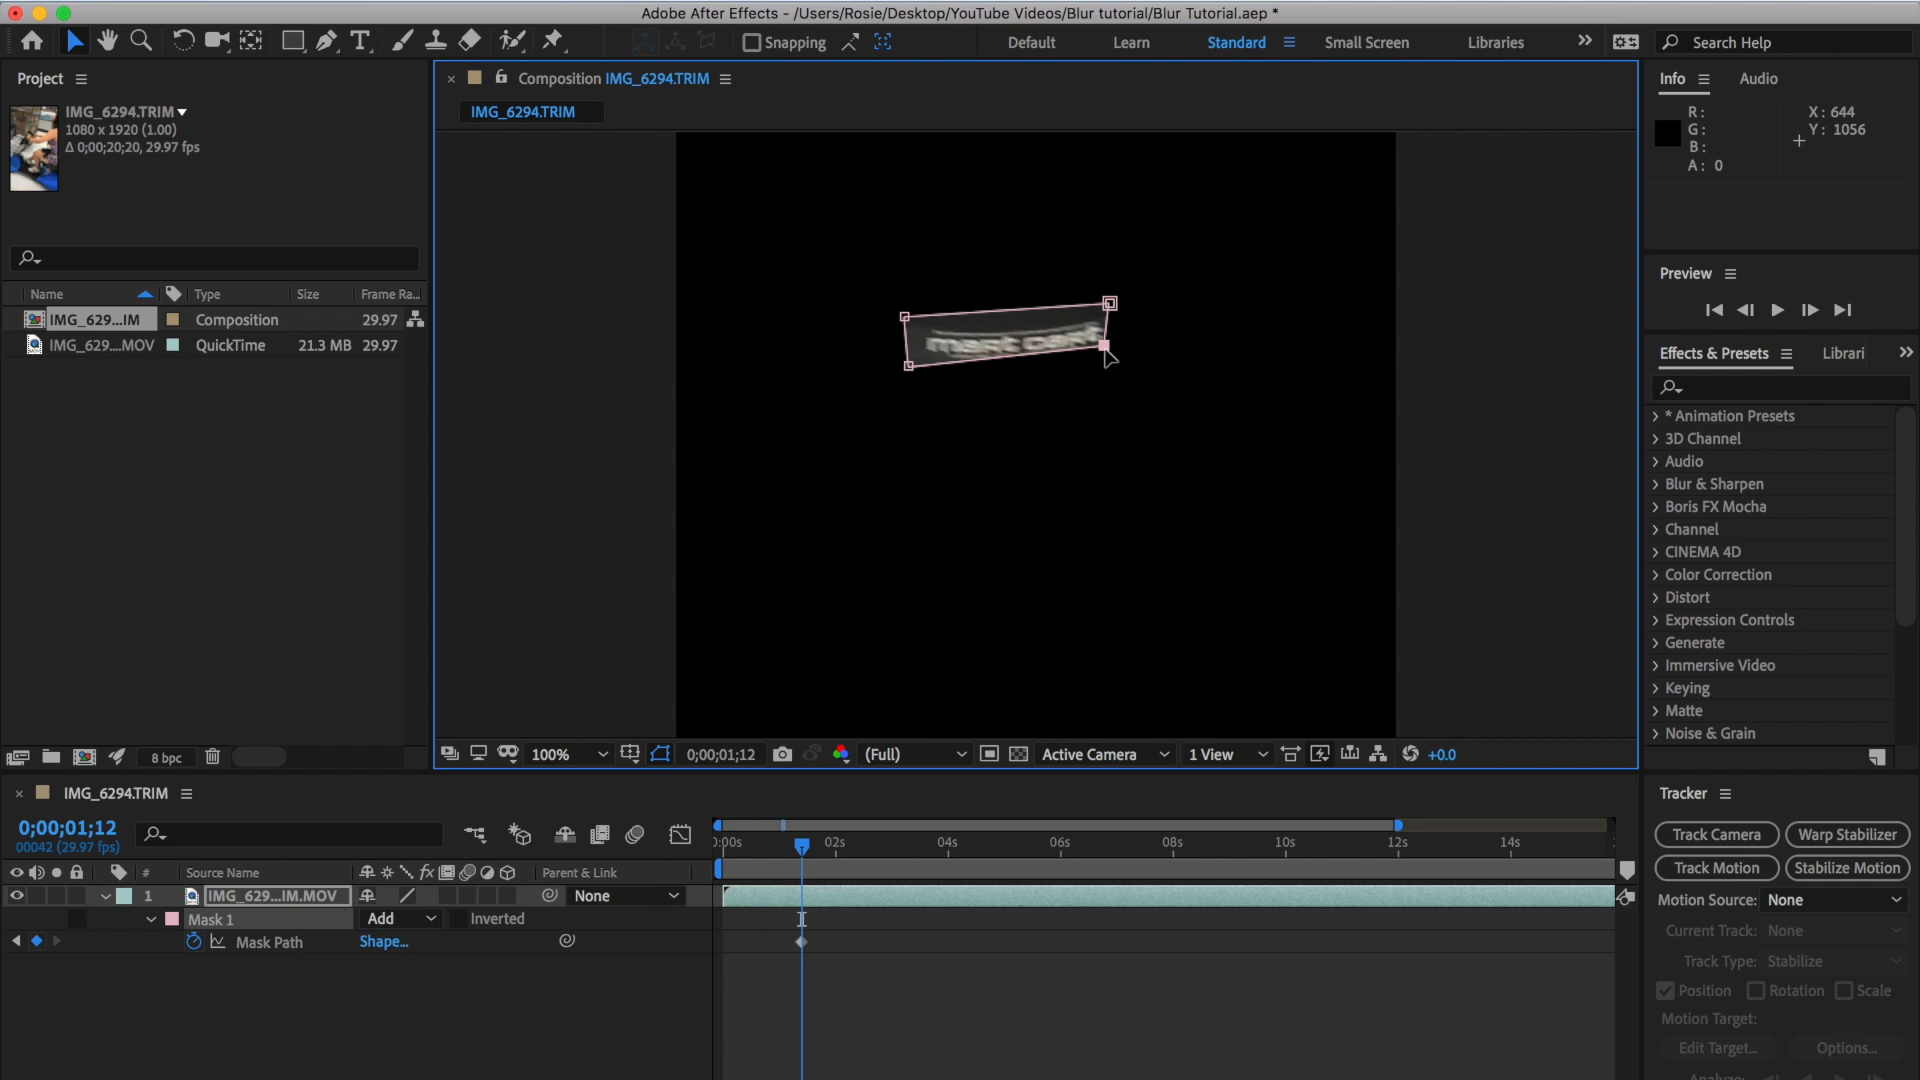 Adobe After Effects - /Users/Rosie/Desktop/YouTube Videos/Blur tutorial/Blur Tutorial.aep *
Snapping
Default
Learn
Standard
Small Screen
Libraries
Search Help
Project
IMG_6294.TRIM
1080 x 1920 (1.00)
Δ 0;00;20;20, 29.97 fps
Name
Type
Size
Frame Ra...
IMG_629...IM
Composition
29.97
IMG_629....MOV
QuickTime
21.3 MB
29.97
8 bpc
Composition IMG_6294.TRIM
IMG_6294.TRIM
100%
0;00;01;12
(Full)
Active Camera
1 View
+0.0
Info
Audio
R:
G:
B:
A: 0
X: 644
Y: 1056
Preview
Effects & Presets
Librari
* Animation Presets
3D Channel
Audio
Blur & Sharpen
Boris FX Mocha
Channel
CINEMA 4D
Color Correction
Distort
Expression Controls
Generate
Immersive Video
Keying
Matte
Noise & Grain
IMG_6294.TRIM
0;00;01;12
00042 (29.97 fps)
#
Source Name
Parent & Link
1
IMG_629...IM.MOV
None
Mask 1
Add
Inverted
Mask Path
Shape...
):00s
02s
04s
06s
08s
10s
12s
14s
Tracker
Track Camera
Warp Stabilizer
Track Motion
Stabilize Motion
Motion Source: None
Current Track: None
Track Type: Stabilize
Position
Rotation
Scale
Motion Target:
Edit Target...
Options...